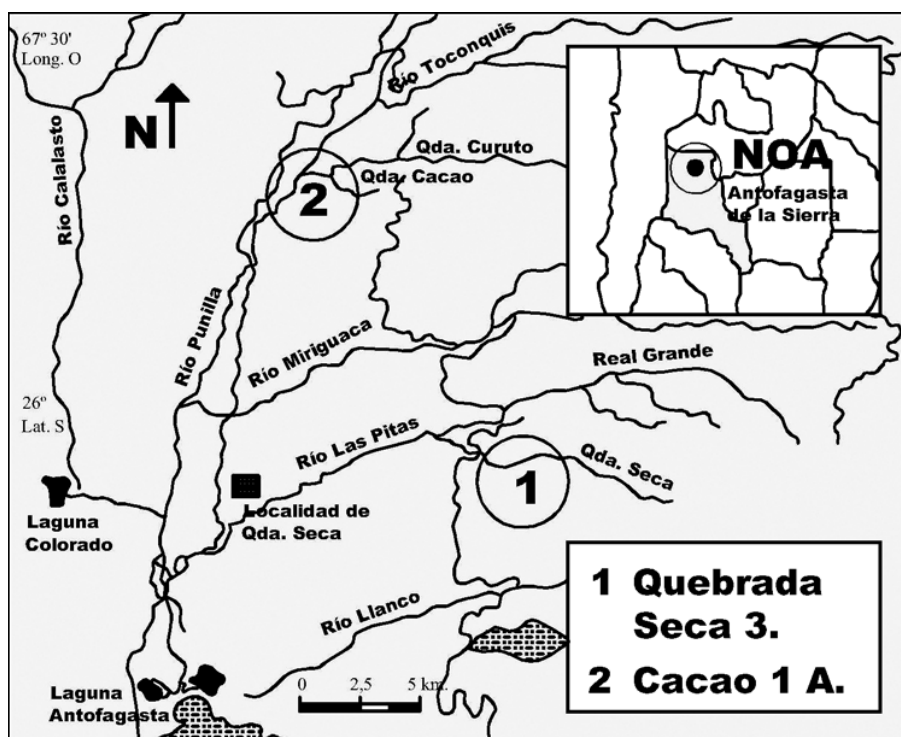 67º 30'
Long. O
N
Río Calalasto
Río Toconquis
Qda. Curuto
Qda. Cacao
2
NOA
Antofagasta
de la Sierra
Río Punilla
Río Miriguaca
Real Grande
26º
Lat. S
Río Las Pitas
Qda. Seca
1
Laguna
Colorado
Localidad de
Qda. Seca
Río Llanco
Laguna
Antofagasta
0 2,5 5 km.
1 Quebrada
Seca 3.
2 Cacao 1 A.